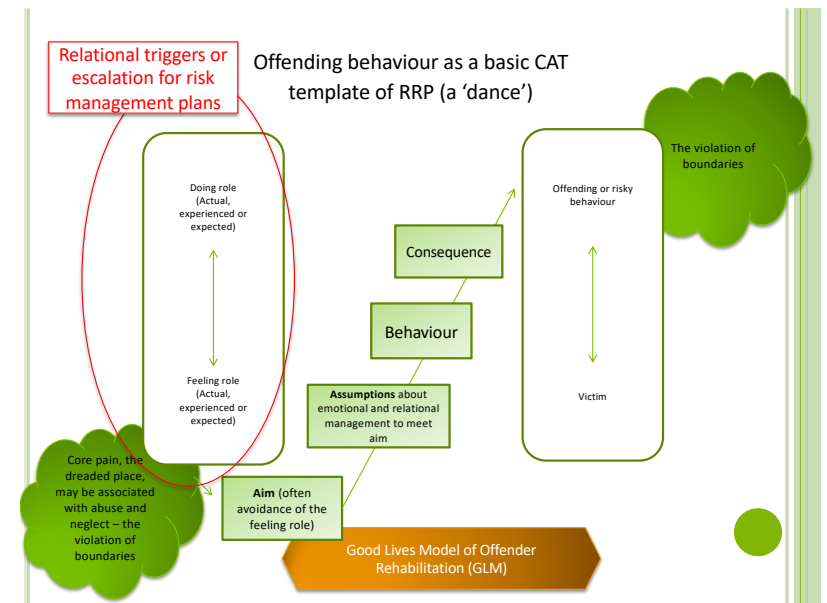 Relational triggers or
escalation for risk
management plans
Offending behaviour as a basic CAT
template of RRP (a ‘dance’)
The violation of
boundaries
Doing role
(Actual,
experienced or
expected)
Offending or risky
behaviour
Consequence
Behaviour
Feeling role
(Actual,
experienced or
expected)
Victim
Assumptions about
emotional and relational
management to meet
aim
Core pain, the
dreaded place,
may be associated
with abuse and
neglect – the
violation of
boundaries
Aim (often
avoidance of the
feeling role)
Good Lives Model of Offender
Rehabilitation (GLM)